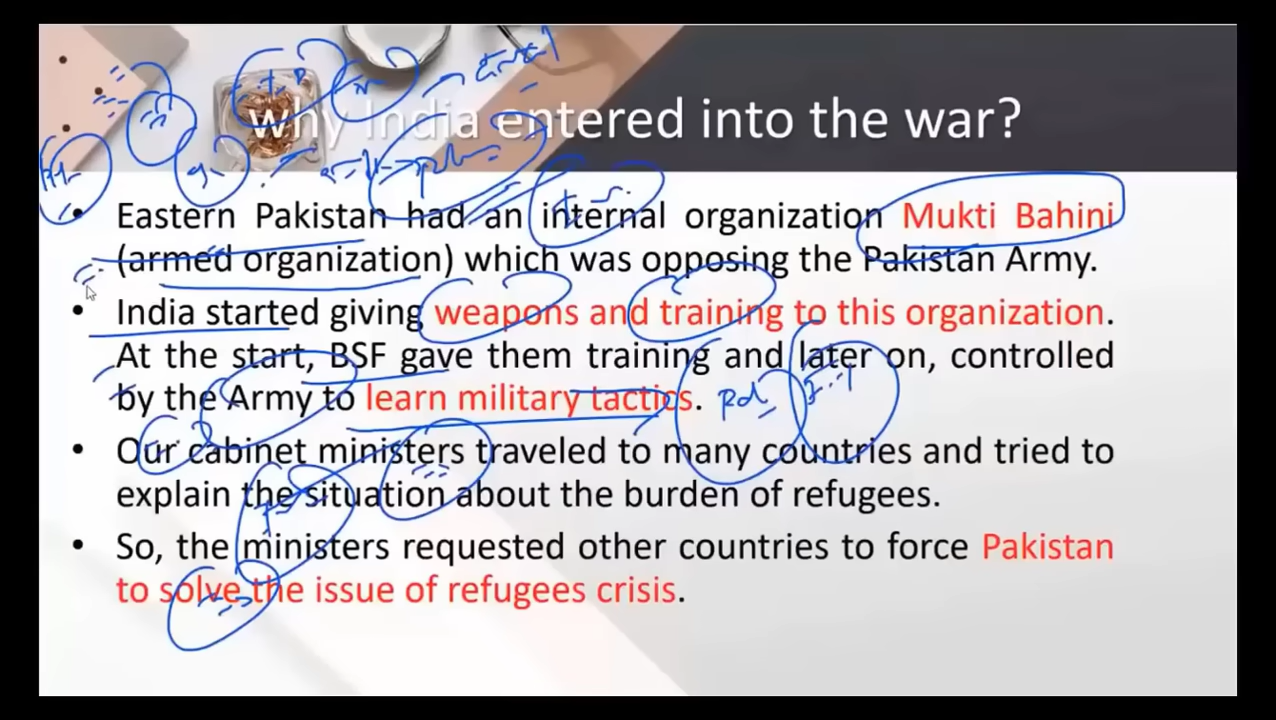 why India entered into the war?
• Eastern Pakistan had an internal organization Mukti Bahini
(armed organization) which was opposing the Pakistan Army.
• India started giving weapons and training to this organization.
At the start, BSF gave them training and later on, controlled
by the Army to learn military tactics.
• Our cabinet ministers traveled to many countries and tried to
explain the situation about the burden of refugees.
• So, the ministers requested other countries to force Pakistan
to solve the issue of refugees crisis.